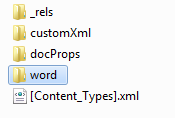 _rels
customXml
docProps
word
[Content_Types].xml